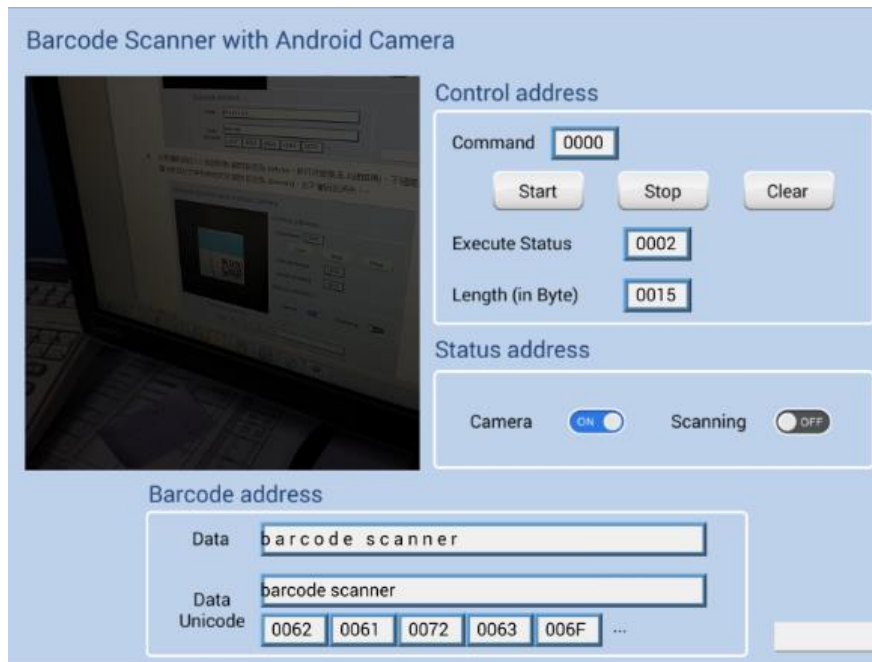 Barcode Scanner with Android Camera
Control address
Command 0000
Start Stop Clear
Execute Status 0002
Length (in Byte) 0015
Status address
Camera ON Scanning OFF
Barcode address
Data barcode scanner
Data Unicode barcode scanner
0062 0061 0072 0063 006F ...